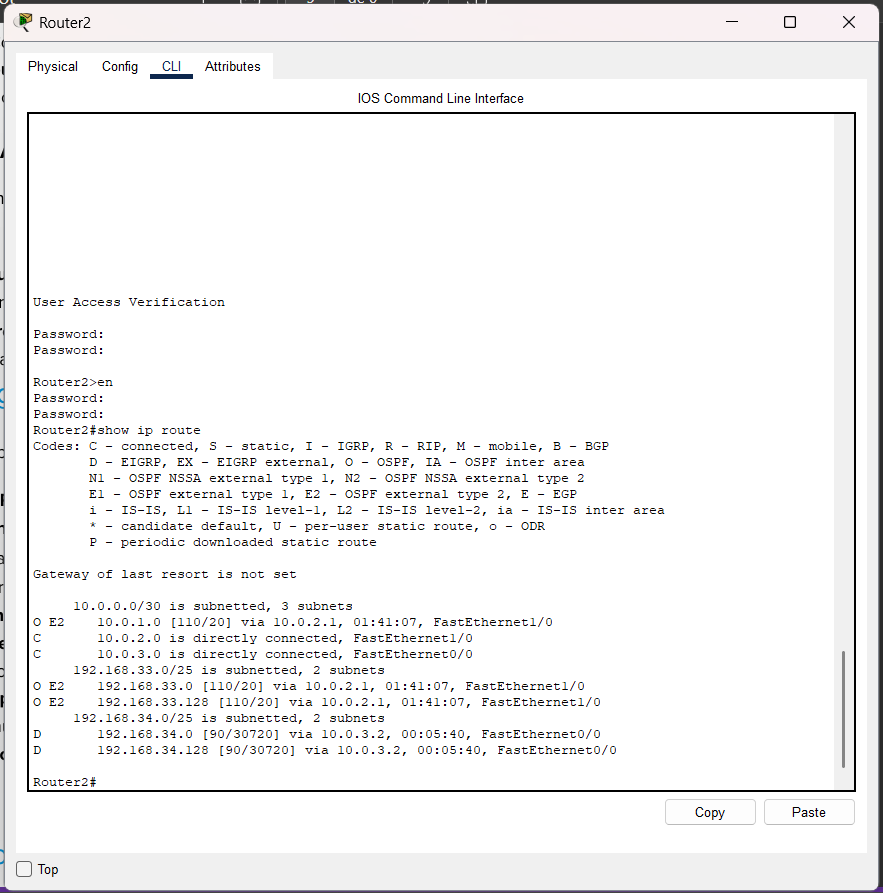 Router2
Physical Config CLI Attributes
IOS Command Line Interface
User Access Verification
Password:
Password:
Router2>en
Password:
Password:
Router2#show ip route
Codes: C - connected, S - static, I - IGRP, R - RIP, M - mobile, B - BGP
D - EIGRP, EX - EIGRP external, O - OSPF, IA - OSPF inter area
N1 - OSPF NSSA external type 1, N2 - OSPF NSSA external type 2
E1 - OSPF external type 1, E2 - OSPF external type 2, E - EGP
i - IS-IS, L1 - IS-IS level-1, L2 - IS-IS level-2, ia - IS-IS inter area
* - candidate default, U - per-user static route, o - ODR
P - periodic downloaded static route
Gateway of last resort is not set
10.0.0.0/30 is subnetted, 3 subnets
O E2 10.0.1.0 [110/20] via 10.0.2.1, 01:41:07, FastEthernet1/0
C 10.0.2.0 is directly connected, FastEthernet1/0
C 10.0.3.0 is directly connected, FastEthernet0/0
192.168.33.0/25 is subnetted, 2 subnets
O E2 192.168.33.0 [110/20] via 10.0.2.1, 01:41:07, FastEthernet1/0
O E2 192.168.33.128 [110/20] via 10.0.2.1, 01:41:07, FastEthernet1/0
192.168.34.0/25 is subnetted, 2 subnets
D 192.168.34.0 [90/30720] via 10.0.3.2, 00:05:40, FastEthernet0/0
D 192.168.34.128 [90/30720] via 10.0.3.2, 00:05:40, FastEthernet0/0
Router2#
Copy Paste
Top